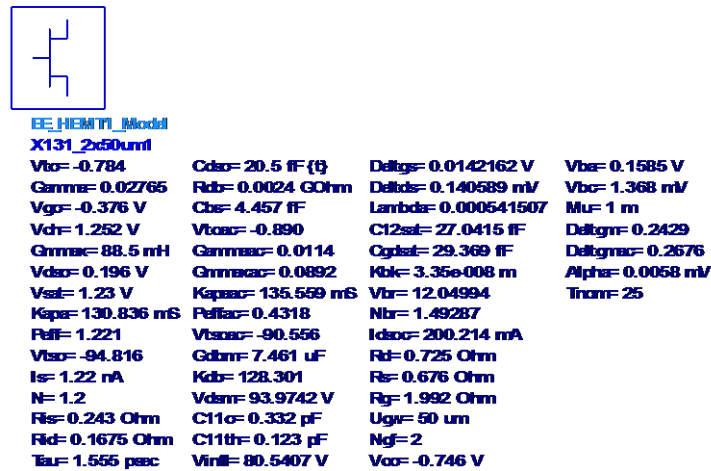 EE_HEMT1_Model
X131_2x50um1
Vto= -0.784
Gamma= 0.02765
Vgo= -0.376 V
Vch= 1.252 V
Gmmax= 88.5 mH
Vdso= 0.196 V
Vsat= 1.23 V
Kapa= 130.836 mS
Peff= 1.221
Vtso= -94.816
Is= 1.22 nA
N= 1.2
Ris= 0.243 Ohm
Rid= 0.1675 Ohm
Tau= 1.555 psec
Cdso= 20.5 fF {t}
Rdb= 0.0024 GOhm
Cbs= 4.457 fF
Vtoac= -0.890
Gammaac= 0.0114
Gmmaxac= 0.0892
Kapaac= 135.559 mS
Peffac= 0.4318
Vtsoac= -90.556
Gdbm= 7.461 uF
Kdb= 128.301
Vdsm= 93.9742 V
C11o= 0.332 pF
C11th= 0.123 pF
Vinfl= 80.5407 V
Deltgs= 0.0142162 V
Deltds= 0.140589 mV
Lambda= 0.000541507
C12sat= 27.0415 fF
Cgdsat= 29.369 fF
Kbk= 3.35e-008 m
Vbr= 12.04994
Nbr= 1.49287
Idsoc= 200.214 mA
Rd= 0.725 Ohm
Rs= 0.676 Ohm
Rg= 1.992 Ohm
Ugw= 50 um
Ngf= 2
Vco= -0.746 V
Vba= 0.1585 V
Vbc= 1.368 mV
Mu= 1 m
Deltgm= 0.2429
Deltgmac= 0.2676
Alpha= 0.0058 mV
Tnom= 25